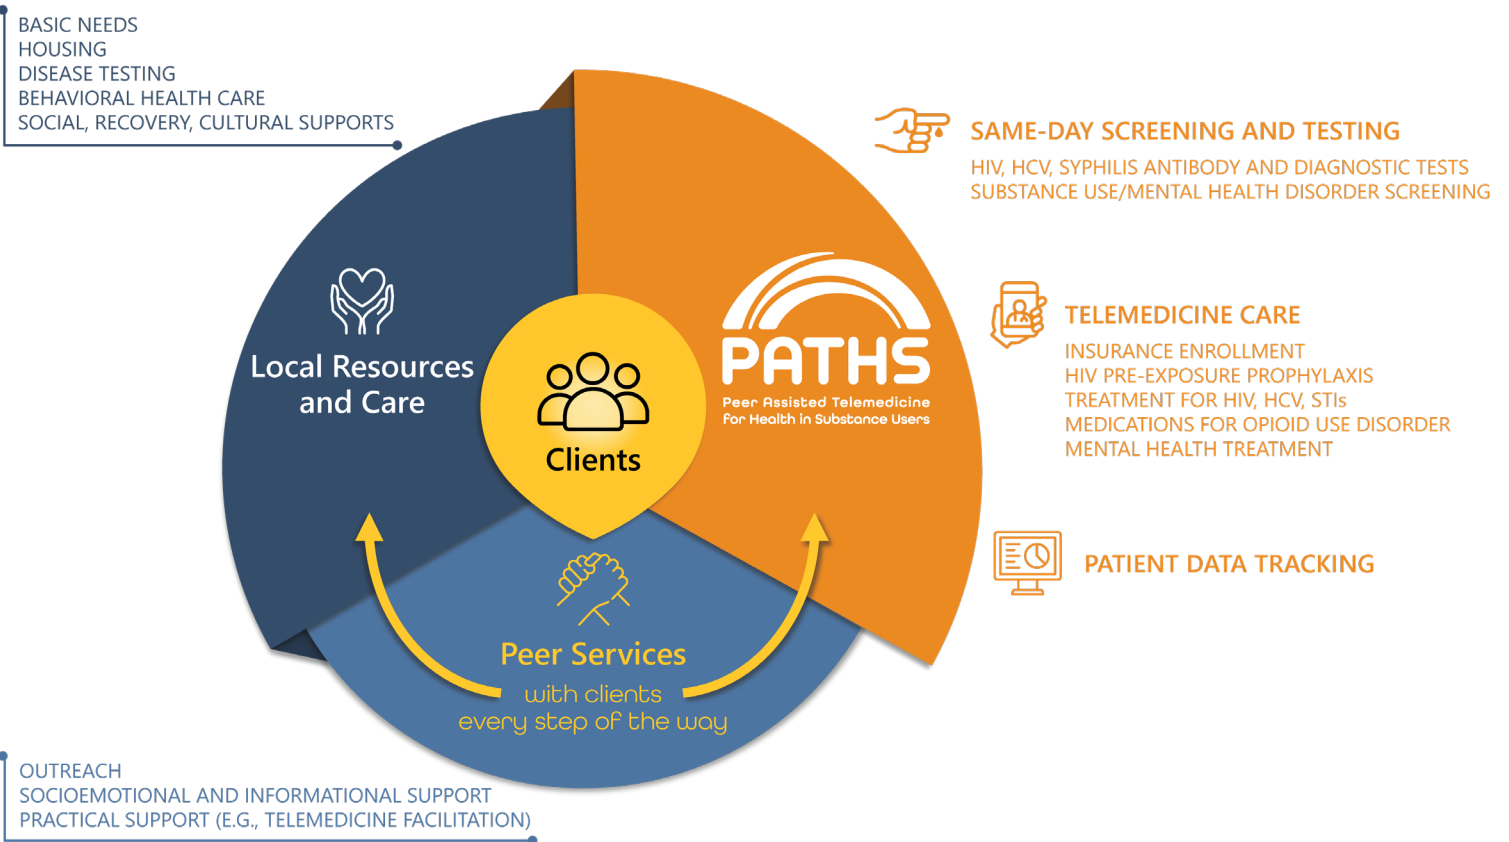 BASIC NEEDS
HOUSING
DISEASE TESTING
BEHAVIORAL HEALTH CARE
SOCIAL, RECOVERY, CULTURAL SUPPORTS
Local Resources
and Care
Clients
PATHS
Peer Assisted Telemedicine
for Health in Substance Users
SAME-DAY SCREENING AND TESTING
HIV, HCV, SYPHILIS ANTIBODY AND DIAGNOSTIC TESTS
SUBSTANCE USE/MENTAL HEALTH DISORDER SCREENING
TELEMEDICINE CARE
INSURANCE ENROLLMENT
HIV PRE-EXPOSURE PROPHYLAXIS
TREATMENT FOR HIV, HCV, STIs
MEDICATIONS FOR OPIOID USE DISORDER
MENTAL HEALTH TREATMENT
PATIENT DATA TRACKING
Peer Services
with clients
every step of the way
OUTREACH
SOCIOEMOTIONAL AND INFORMATIONAL SUPPORT
PRACTICAL SUPPORT (E.G., TELEMEDICINE FACILITATION)